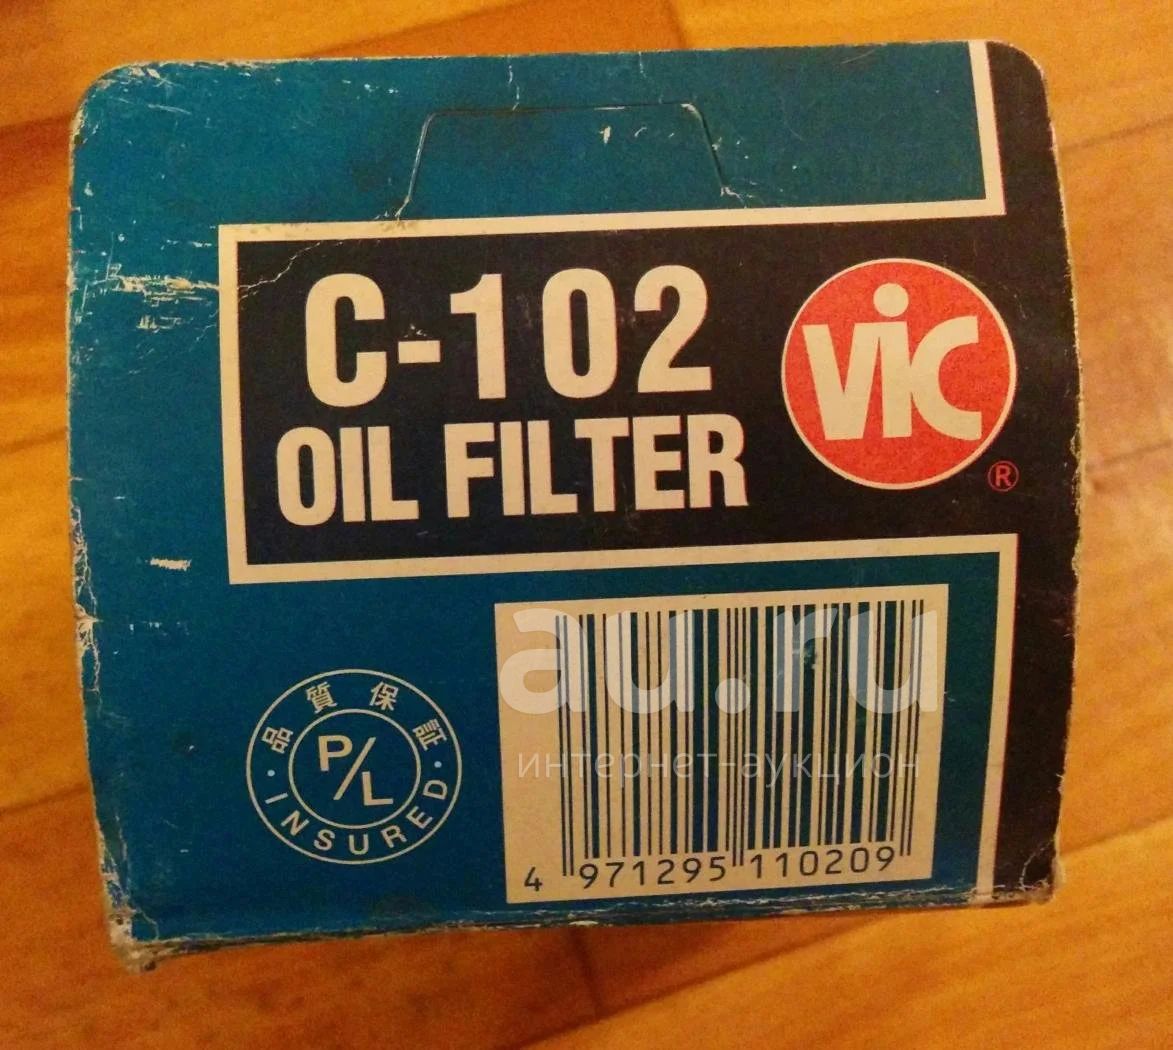 C-102
OIL FILTER
ViC
®
品質保証
P/L
·INSURED·
4 971295 110209
au.ru
интернет-аукцион